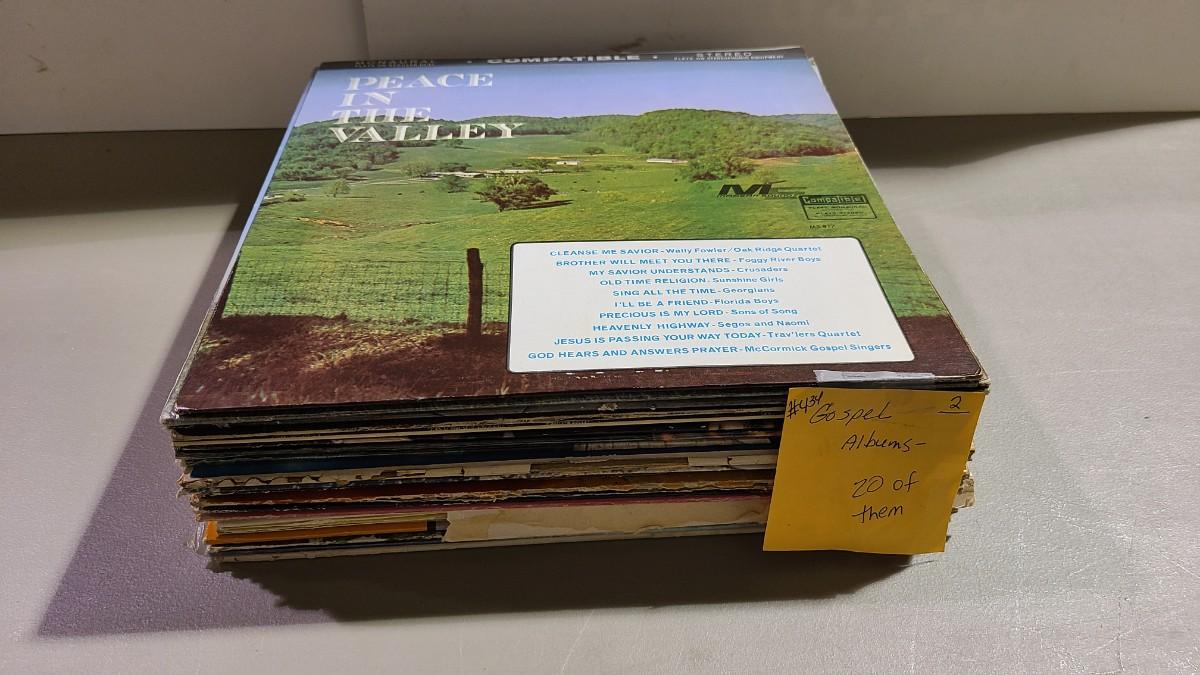 MONAURAL • COMPATIBLE • STEREO
PEACE
IN
THE
VALLEY
Compatible
CLEANSE ME SAVIOR-Wally Fowler/Oak Ridge Quartet
BROTHER WILL MEET YOU THERE - Foggy River Boys
MY SAVIOR UNDERSTANDS-Crusaders
OLD TIME RELIGION-Sunshine Girls
SING ALL THE TIME-Georgians
I'LL BE A FRIEND-Florida Boys
PRECIOUS IS MY LORD-Sons of Song
HEAVENLY HIGHWAY-Segos and Naomi
JESUS IS PASSING YOUR WAY TODAY-Trav'lers Quartet
GOD HEARS AND ANSWERS PRAYER-McCormick Gospel Singers
#434 Gospel 2
Albums-
20 of
them